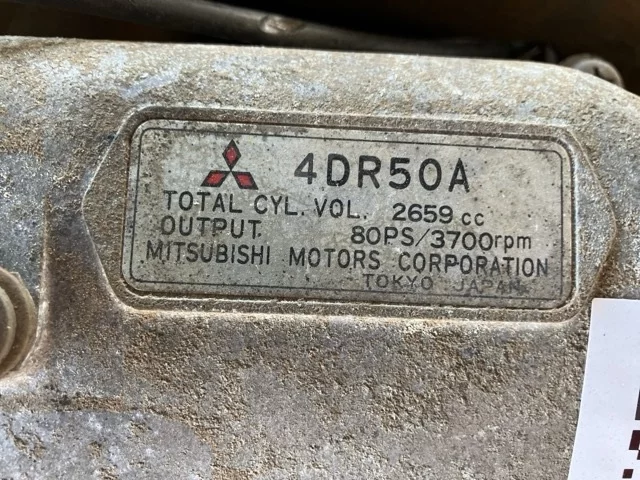 4DR50A
TOTAL CYL. VOL. 2659 cc
OUTPUT 80PS/3700rpm
MITSUBISHI MOTORS CORPORATION
TOKYO JAPAN